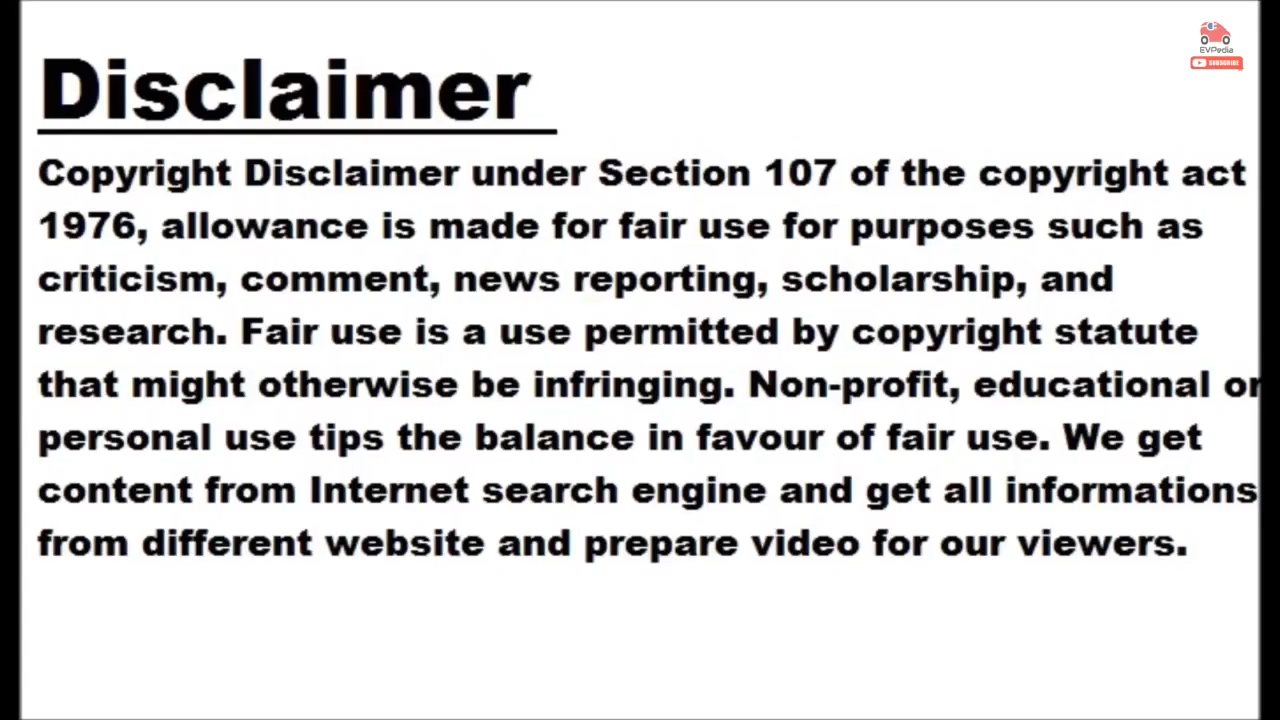 EVPedia
SUBSCRIBE
Disclaimer
Copyright Disclaimer under Section 107 of the copyright act
1976, allowance is made for fair use for purposes such as
criticism, comment, news reporting, scholarship, and
research. Fair use is a use permitted by copyright statute
that might otherwise be infringing. Non-profit, educational or
personal use tips the balance in favour of fair use. We get
content from Internet search engine and get all informations
from different website and prepare video for our viewers.